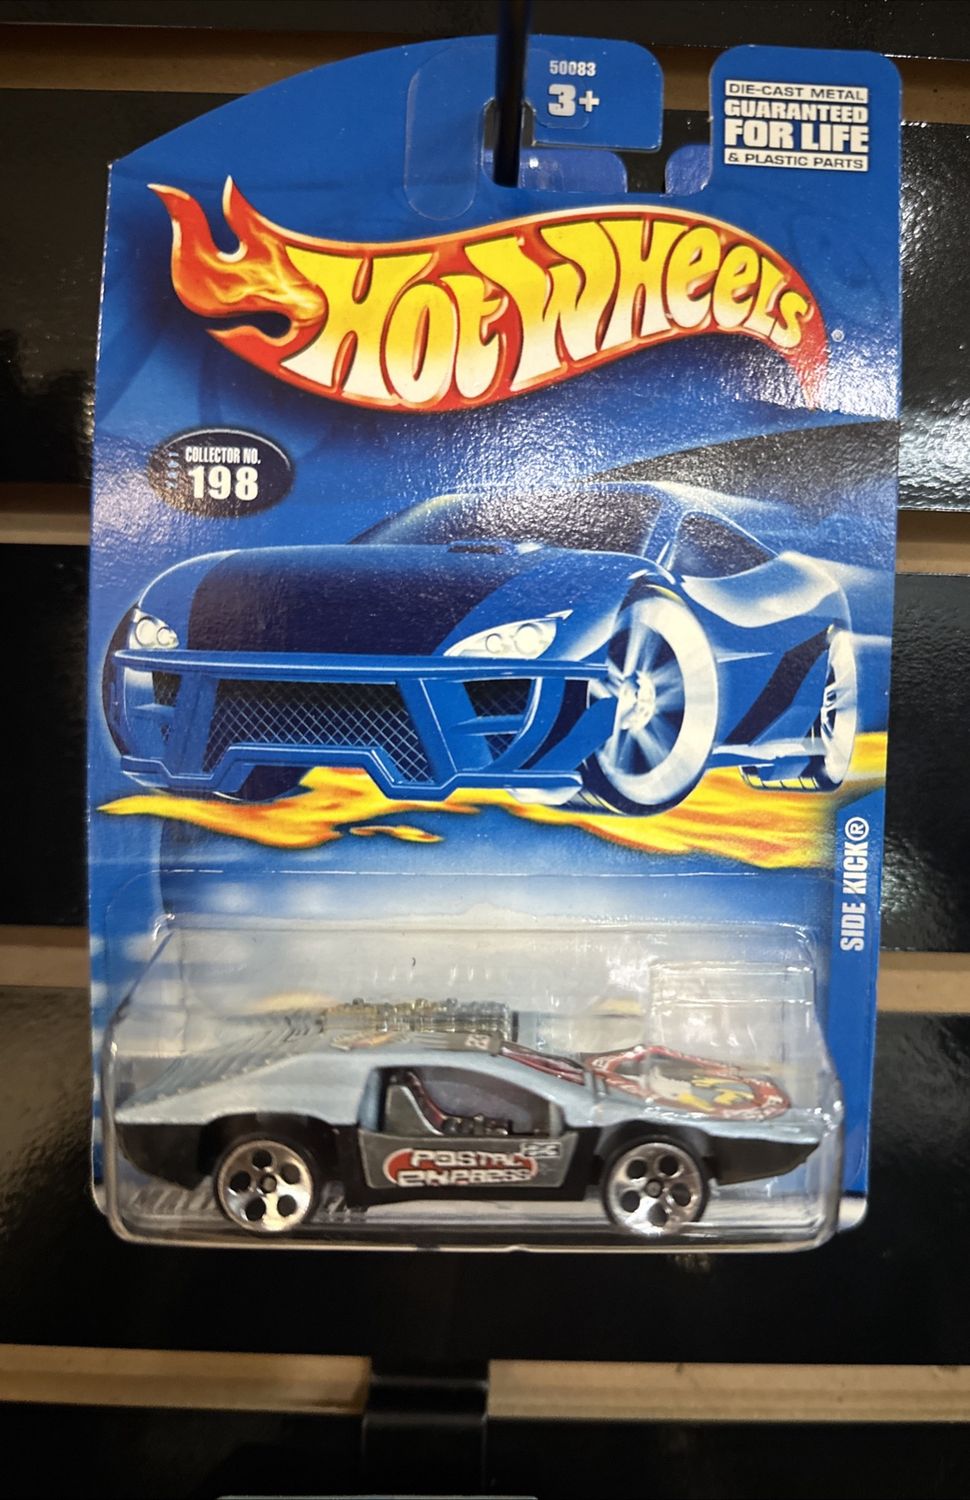 50083
3+
DIE-CAST METAL
GUARANTEED
FOR LIFE
& PLASTIC PARTS
HOT WHEELS ®
COLLECTOR NO.
198
SIDE KICK®
POSTAL
EXPRESS